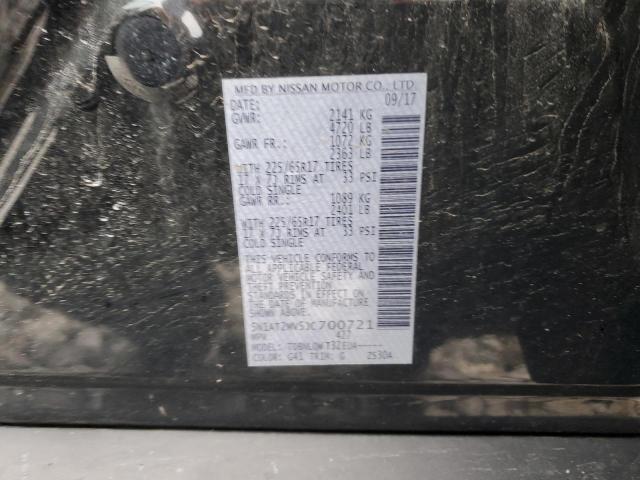 MFD BY NISSAN MOTOR CO., LTD
DATE: 09/17
GVWR: 2141 KG
4720 LB
GAWR FR.: 1072 KG
2363 LB
WITH 225/65R17 TIRES
17 X 7J RIMS AT 33 PSI
COLD SINGLE
GAWR RR.: 1089 KG
2401 LB
WITH 225/65R17 TIRES
17 X 7J RIMS AT 33 PSI
COLD SINGLE
THIS VEHICLE CONFORMS TO
ALL APPLICABLE FEDERAL
MOTOR VEHICLE SAFETY AND
THEFT PREVENTION
STANDARDS IN EFFECT ON
THE DATE OF MANUFACTURE
SHOWN ABOVE.
5N1AT2MV5JC700721
MPV
MODEL:
COLOR: G41 TRIM: G